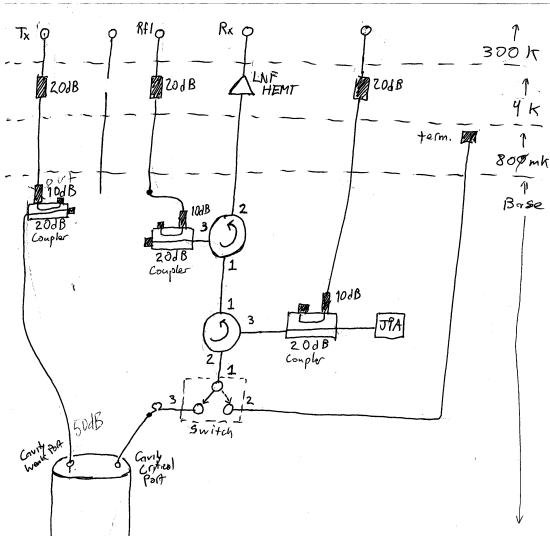 Tx
Rfl
Rx
300 K
20dB
20dB
LNF
HEMT
20dB
4 K
term.
800 mK
10dB
20dB
Coupler
10dB
3
2
20dB
Coupler
1
Base
1
3
2
10dB
20dB
Coupler
JPA
1
3
2
Switch
50dB
Cavity
Weak Port
Cavity
Critical
Port